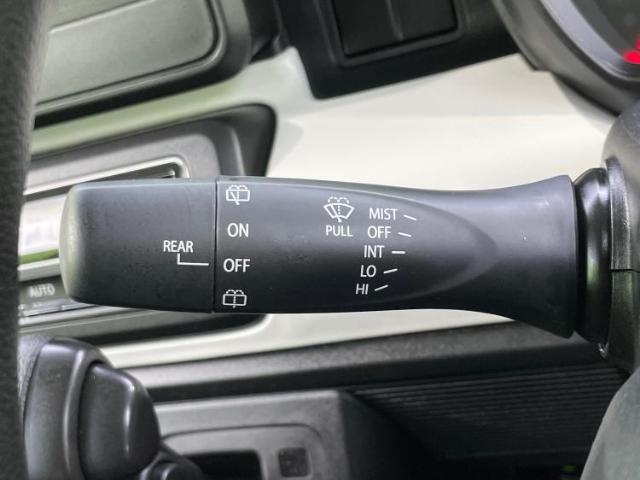 REAR
ON
OFF
PULL
MIST
OFF
INT
LO
HI
AUTO